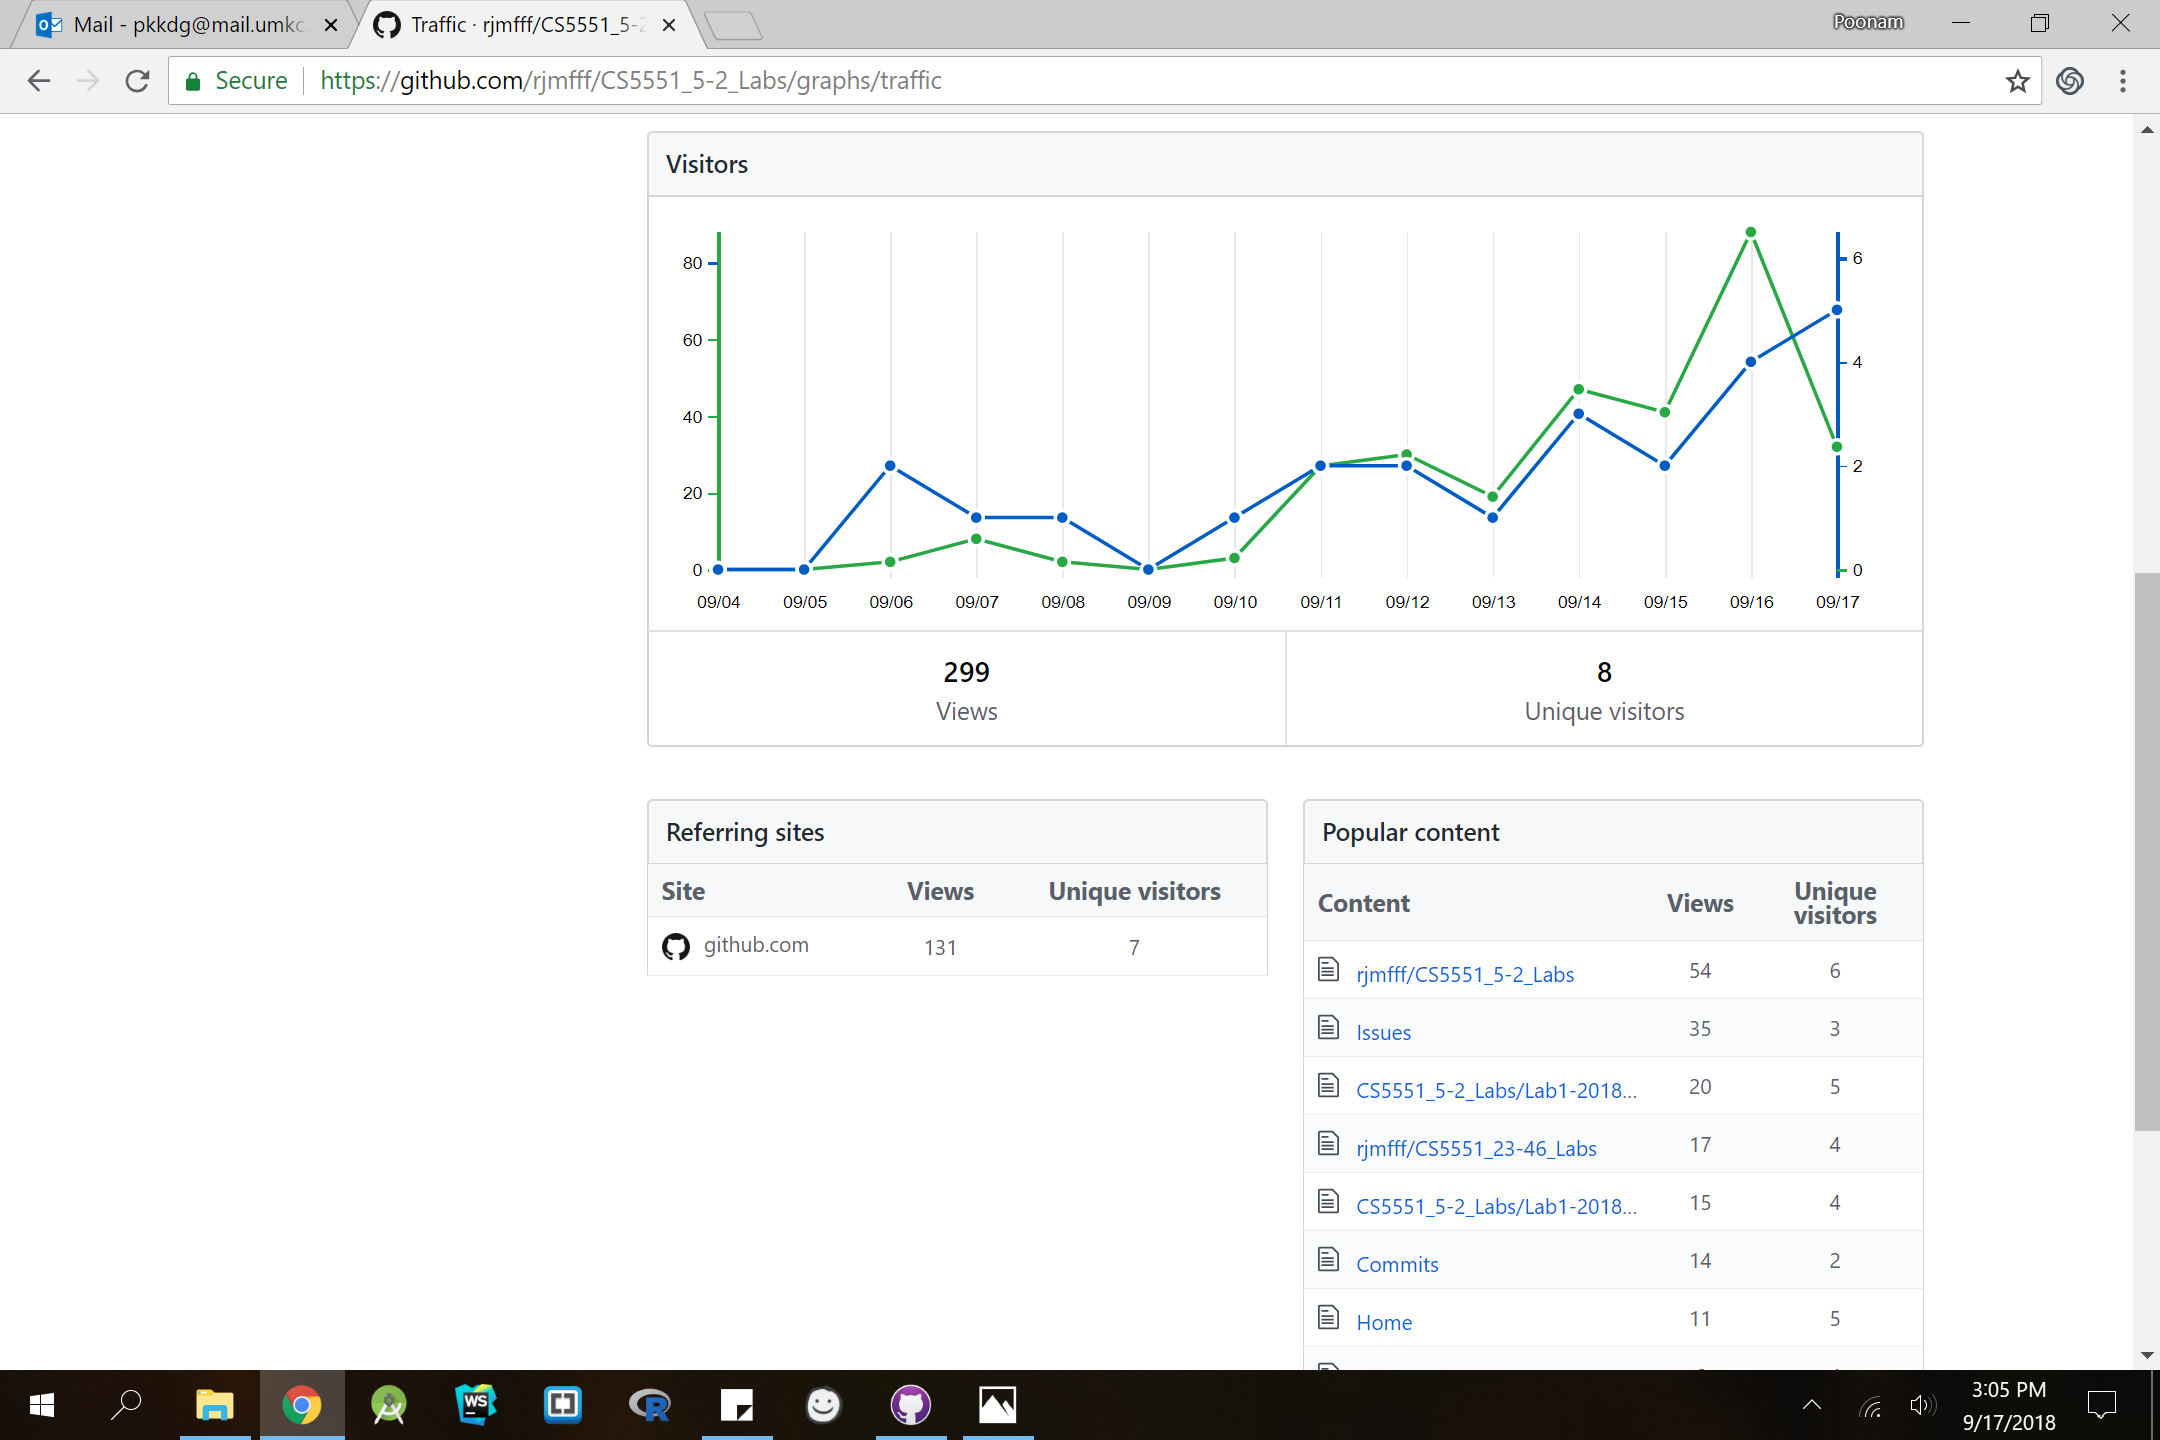 Mail - pkkdg@mail.umkc.
Traffic · rjmfff/CS5551_5-2
Poonam
Secure
https://github.com/rjmfff/CS5551_5-2_Labs/graphs/traffic
Visitors
80
60
40
20
0
6
4
2
0
09/04 09/05 09/06 09/07 09/08 09/09 09/10 09/11 09/12 09/13 09/14 09/15 09/16 09/17
299
Views
8
Unique visitors
Referring sites
Site Views Unique visitors
github.com 131 7
Popular content
Content Views Unique visitors
rjmfff/CS5551_5-2_Labs 54 6
Issues 35 3
CS5551_5-2_Labs/Lab1-2018... 20 5
rjmfff/CS5551_23-46_Labs 17 4
CS5551_5-2_Labs/Lab1-2018... 15 4
Commits 14 2
Home 11 5
WS
R
3:05 PM
9/17/2018